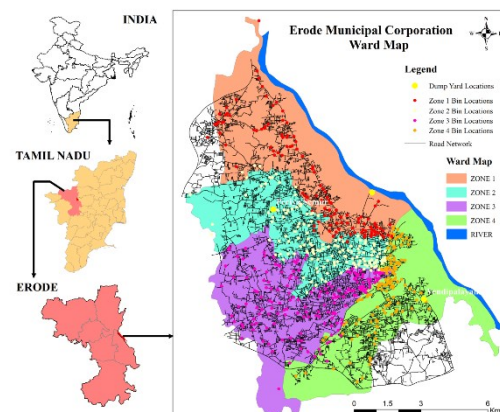 INDIA
TAMIL NADU
ERODE
Erode Municipal Corporation
Ward Map
N
W
E
S
Legend
Dump Yard Locations
Zone 1 Bin Locations
Zone 2 Bin Locations
Zone 3 Bin Locations
Zone 4 Bin Locations
Road Network
Ward Map
ZONE 1
ZONE 2
ZONE 3
ZONE 4
RIVER
0 1.5 3 6